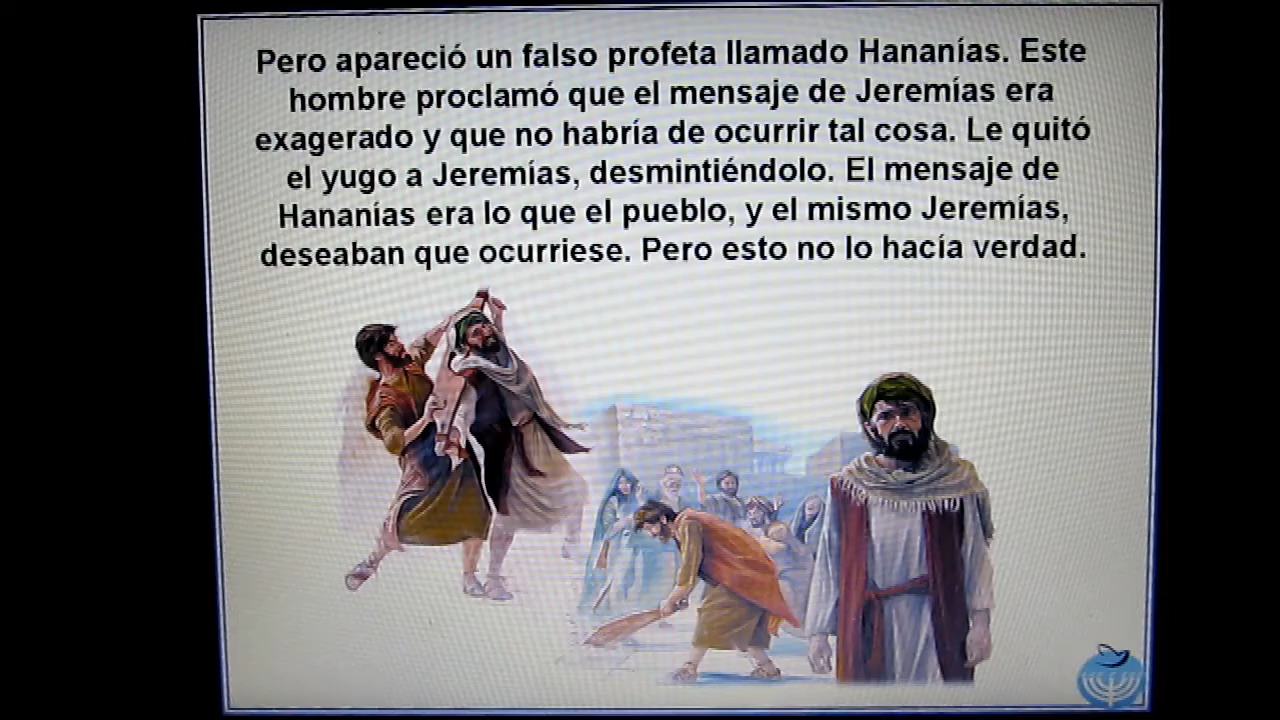 Pero apareció un falso profeta llamado Hananías. Este
hombre proclamó que el mensaje de Jeremías era
exagerado y que no habría de ocurrir tal cosa. Le quitó
el yugo a Jeremías, desmintiéndolo. El mensaje de
Hananías era lo que el pueblo, y el mismo Jeremías,
deseaban que ocurriese. Pero esto no lo hacía verdad.